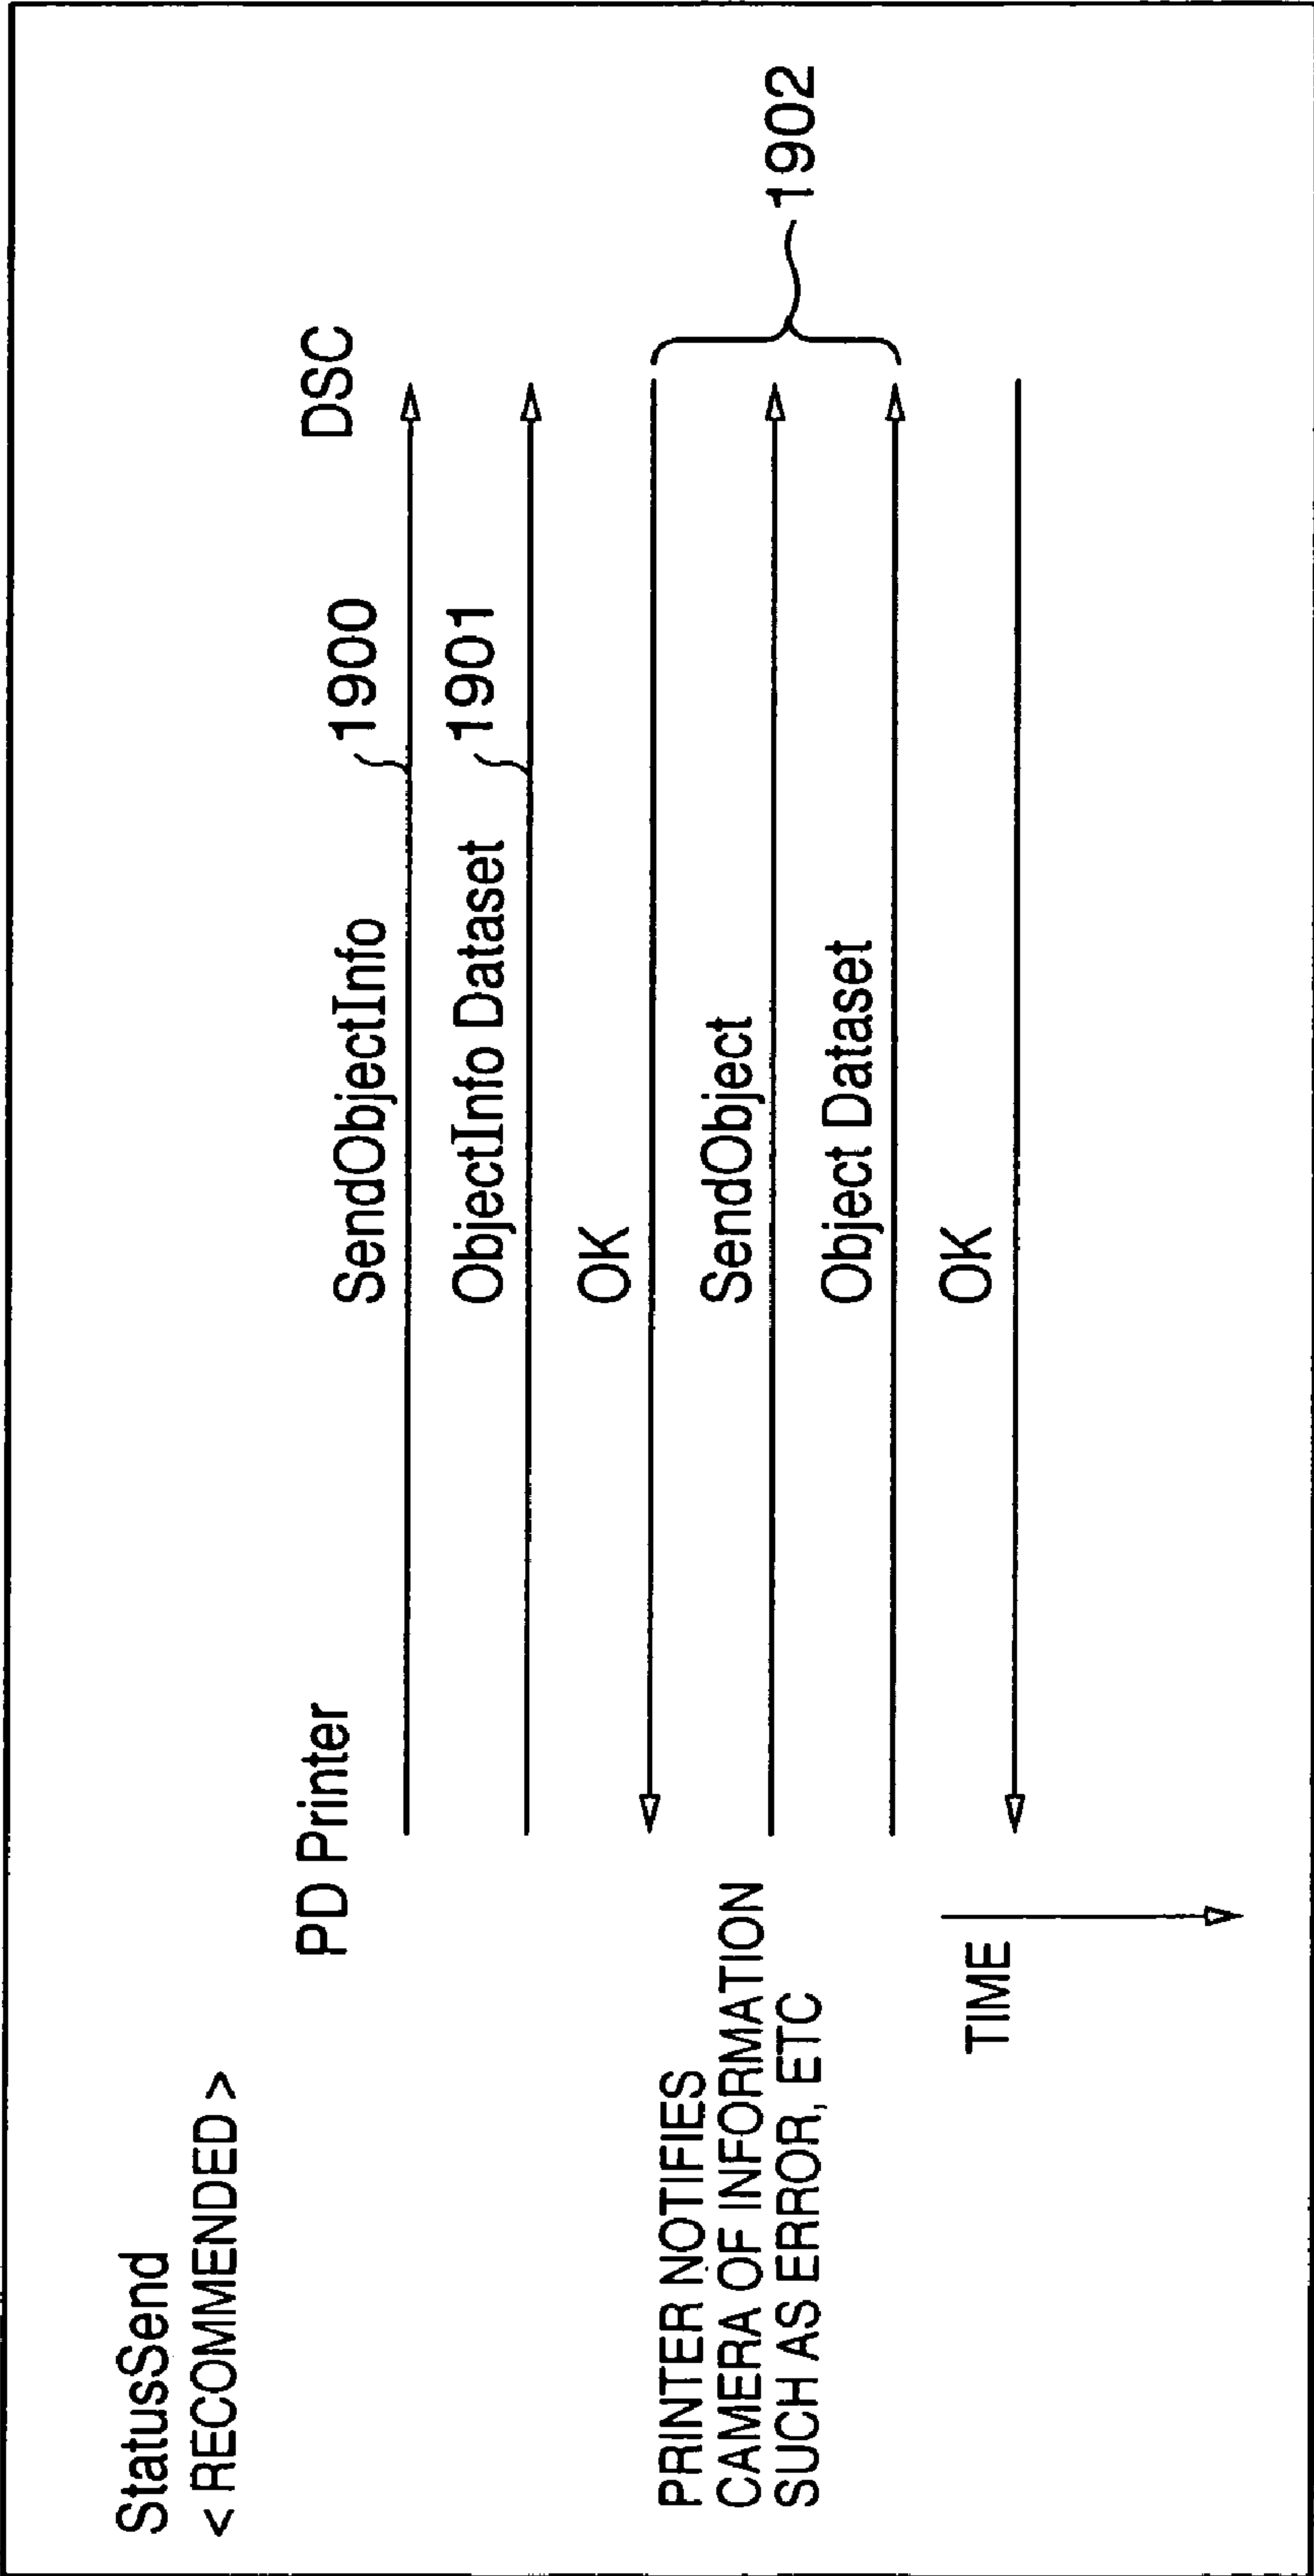 StatusSend
< RECOMMENDED >
PD Printer
DSC
SendObjectInfo
1900
ObjectInfo Dataset
1901
OK
PRINTER NOTIFIES
CAMERA OF INFORMATION
SUCH AS ERROR, ETC
SendObject
1902
Object Dataset
OK
TIME